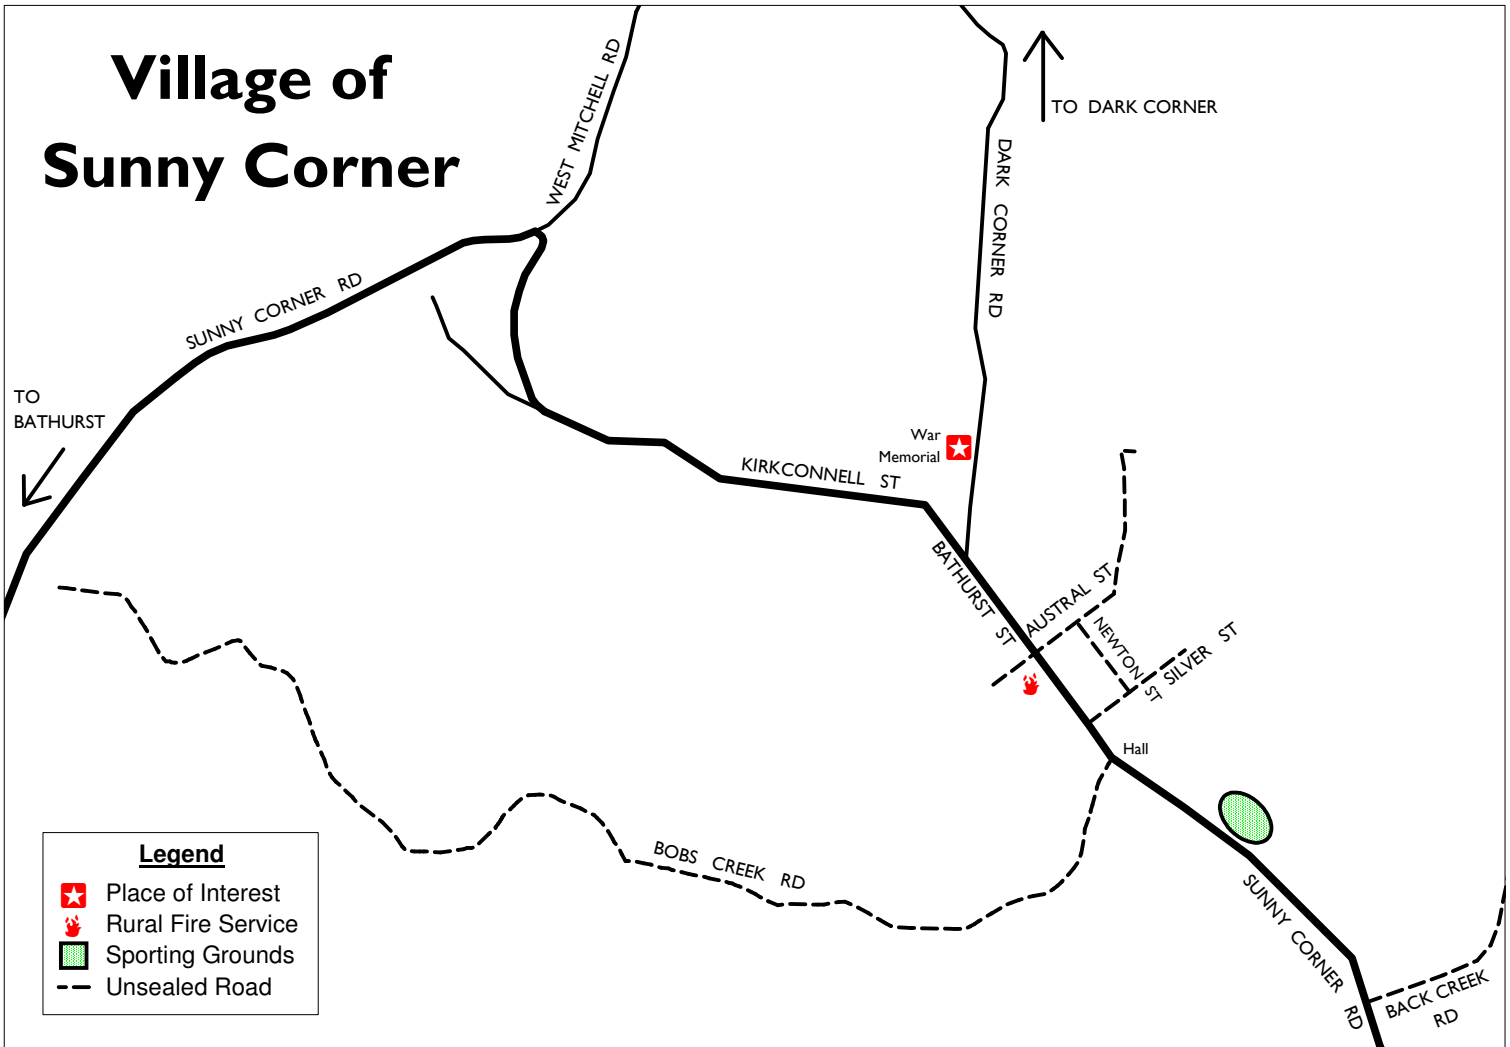 Village of
Sunny Corner
WEST MITCHELL RD
TO DARK CORNER
DARK CORNER RD
SUNNY CORNER RD
TO
BATHURST
War
Memorial
KIRKCONNELL ST
BATHURST ST
AUSTRAL ST
NEWTON ST
SILVER ST
Hall
BOBS CREEK RD
SUNNY CORNER RD
BACK CREEK
RD
Legend
Place of Interest
Rural Fire Service
Sporting Grounds
Unsealed Road